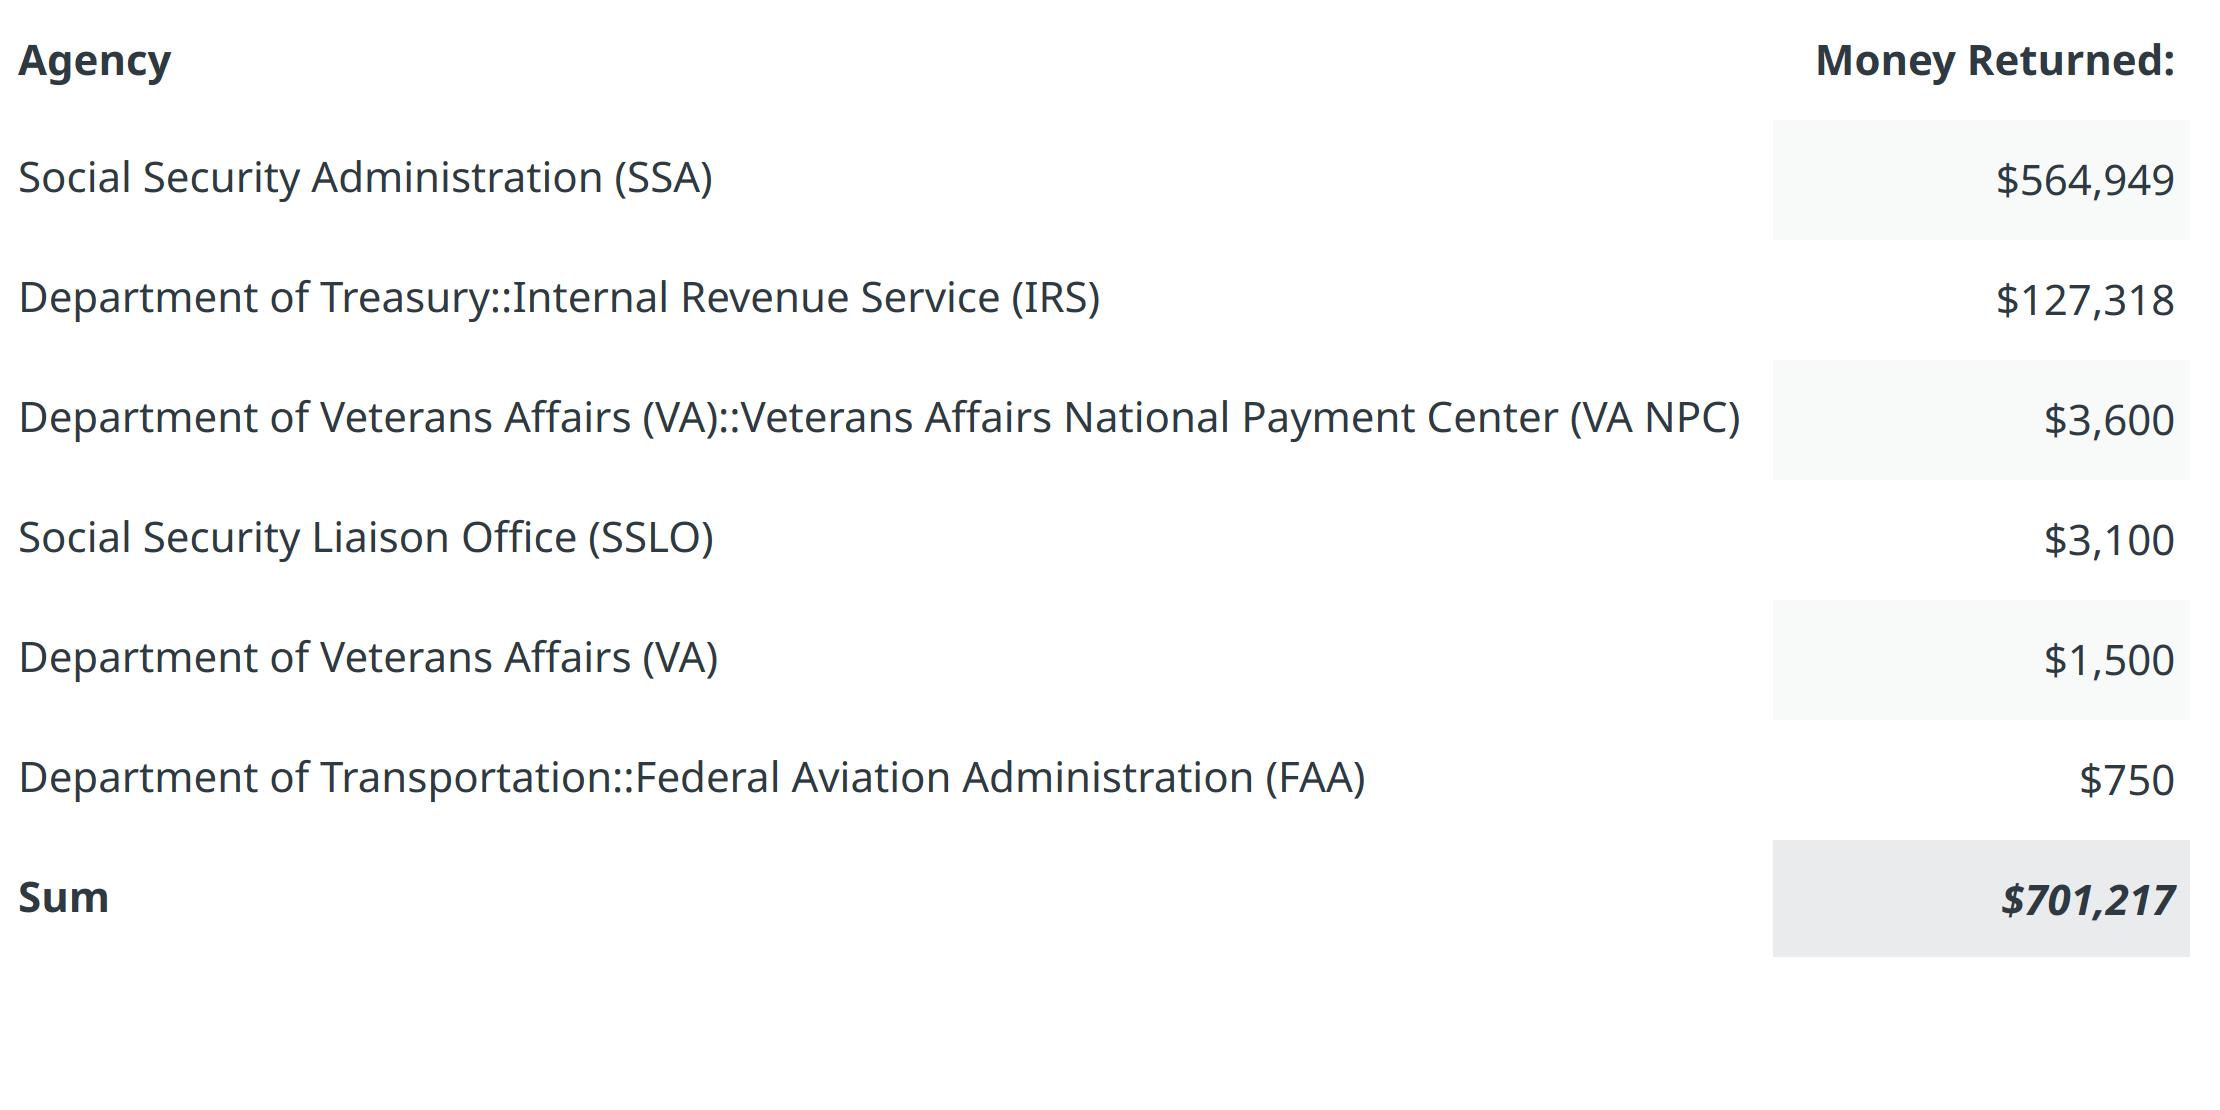 Agency Money Returned:
Social Security Administration (SSA) $564,949
Department of Treasury::Internal Revenue Service (IRS) $127,318
Department of Veterans Affairs (VA)::Veterans Affairs National Payment Center (VA NPC) $3,600
Social Security Liaison Office (SSLO) $3,100
Department of Veterans Affairs (VA) $1,500
Department of Transportation::Federal Aviation Administration (FAA) $750
Sum $701,217